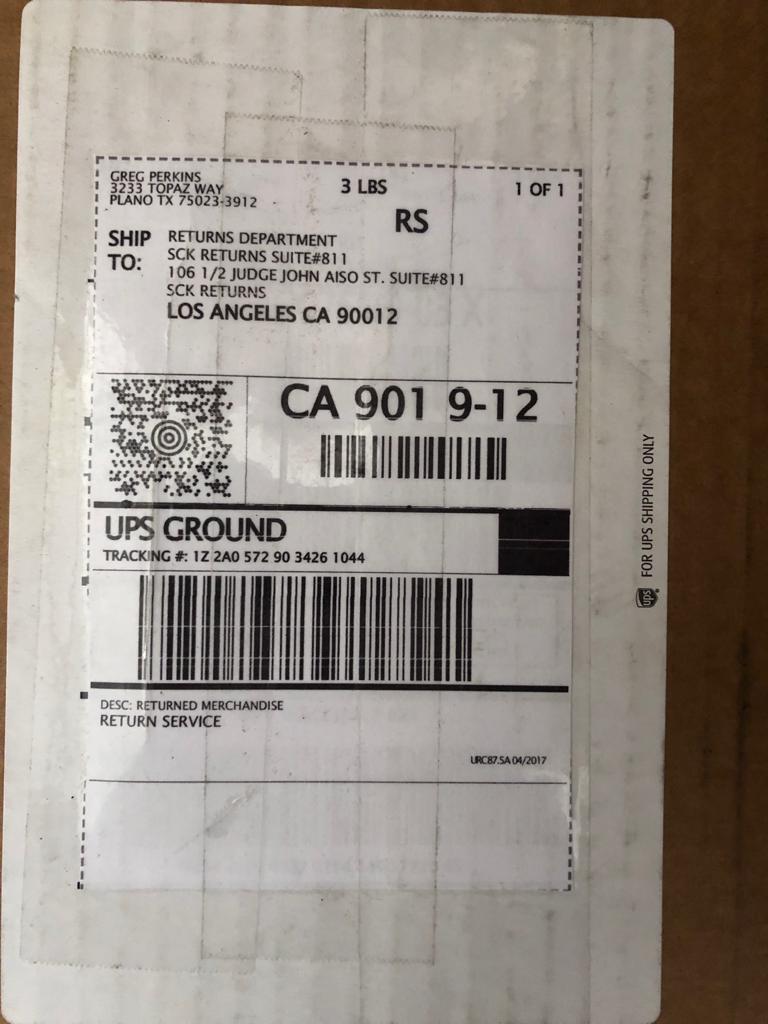 GREG PERKINS
3233 TOPAZ WAY
PLANO TX 75023-3912
3 LBS
1 OF 1
RS
SHIP TO:
RETURNS DEPARTMENT
SCK RETURNS SUITE#811
106 1/2 JUDGE JOHN AISO ST. SUITE#811
SCK RETURNS
LOS ANGELES CA 90012
CA 901 9-12
UPS GROUND
TRACKING #: 1Z 2A0 572 90 3426 1044
DESC: RETURNED MERCHANDISE
RETURN SERVICE
URC87.5A 04/2017
ups FOR UPS SHIPPING ONLY